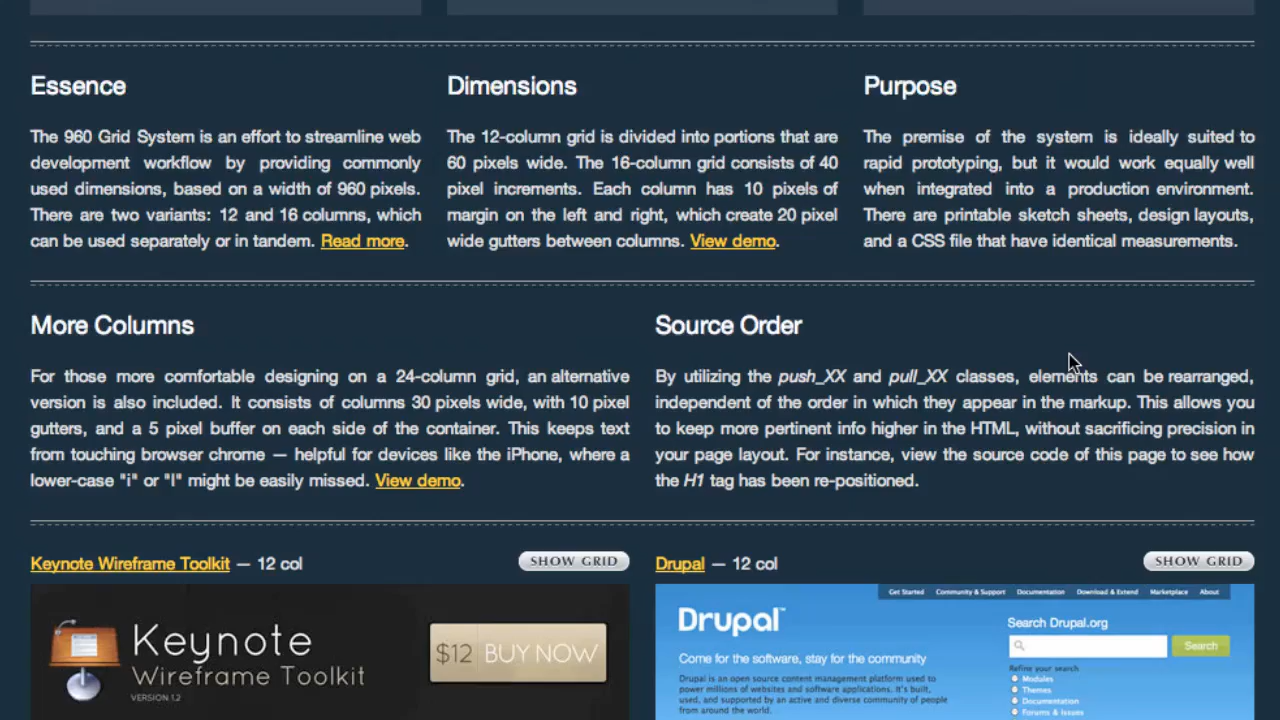 Essence
The 960 Grid System is an effort to streamline web
development workflow by providing commonly
used dimensions, based on a width of 960 pixels.
There are two variants: 12 and 16 columns, which
can be used separately or in tandem. Read more.
Dimensions
The 12-column grid is divided into portions that are
60 pixels wide. The 16-column grid consists of 40
pixel increments. Each column has 10 pixels of
margin on the left and right, which create 20 pixel
wide gutters between columns. View demo.
Purpose
The premise of the system is ideally suited to
rapid prototyping, but it would work equally well
when integrated into a production environment.
There are printable sketch sheets, design layouts,
and a CSS file that have identical measurements.
More Columns
For those more comfortable designing on a 24-column grid, an alternative
version is also included. It consists of columns 30 pixels wide, with 10 pixel
gutters, and a 5 pixel buffer on each side of the container. This keeps text
from touching browser chrome — helpful for devices like the iPhone, where a
lower-case "i" or "l" might be easily missed. View demo.
Source Order
By utilizing the push_XX and pull_XX classes, elements can be rearranged,
independent of the order in which they appear in the markup. This allows you
to keep more pertinent info higher in the HTML, without sacrificing precision in
your page layout. For instance, view the source code of this page to see how
the H1 tag has been re-positioned.
Keynote Wireframe Toolkit — 12 col
SHOW GRID
Keynote
Wireframe Toolkit
VERSION 1.2
$12 BUY NOW
Drupal — 12 col
SHOW GRID
Get Started Community & Support Documentation Download & Extend Marketplace About
Drupal™
Come for the software, stay for the community
Drupal is an open source content management platform used to
power millions of websites and software applications. It's built,
used, and supported by an active and diverse community of people
from around the world.
Search Drupal.org
Search
Refine your search
Modules
Themes
Documentation
Forums & Issues